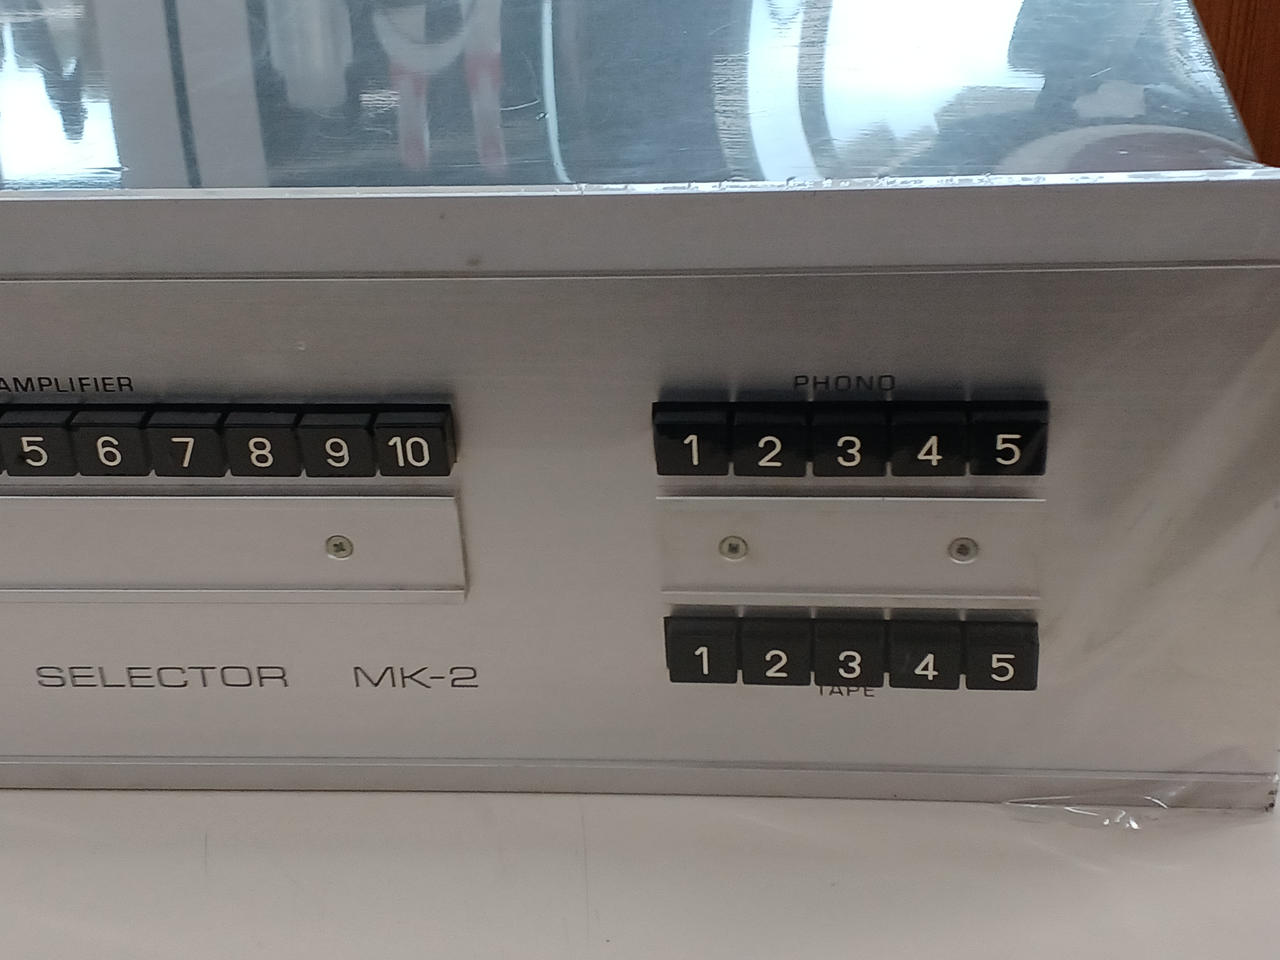 AMPLIFIER
5 6 7 8 9 10
PHONO
1 2 3 4 5
1 2 3 4 5
TAPE
SELECTOR MK-2